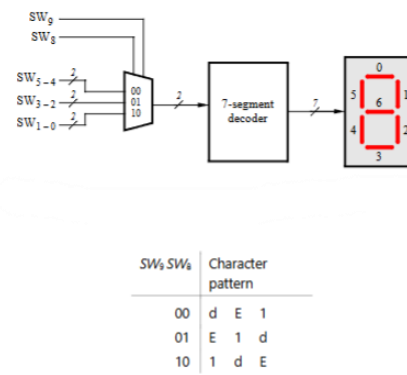 SW₉
SW₈
SW₅₋₄ 2
SW₃₋₂ 2
SW₁₋₀ 2
00
01
10
2
7-segment
decoder
7
0
5 1
6
4 2
3
SW₉ SW₈ Character
pattern
00 d E 1
01 E 1 d
10 1 d E